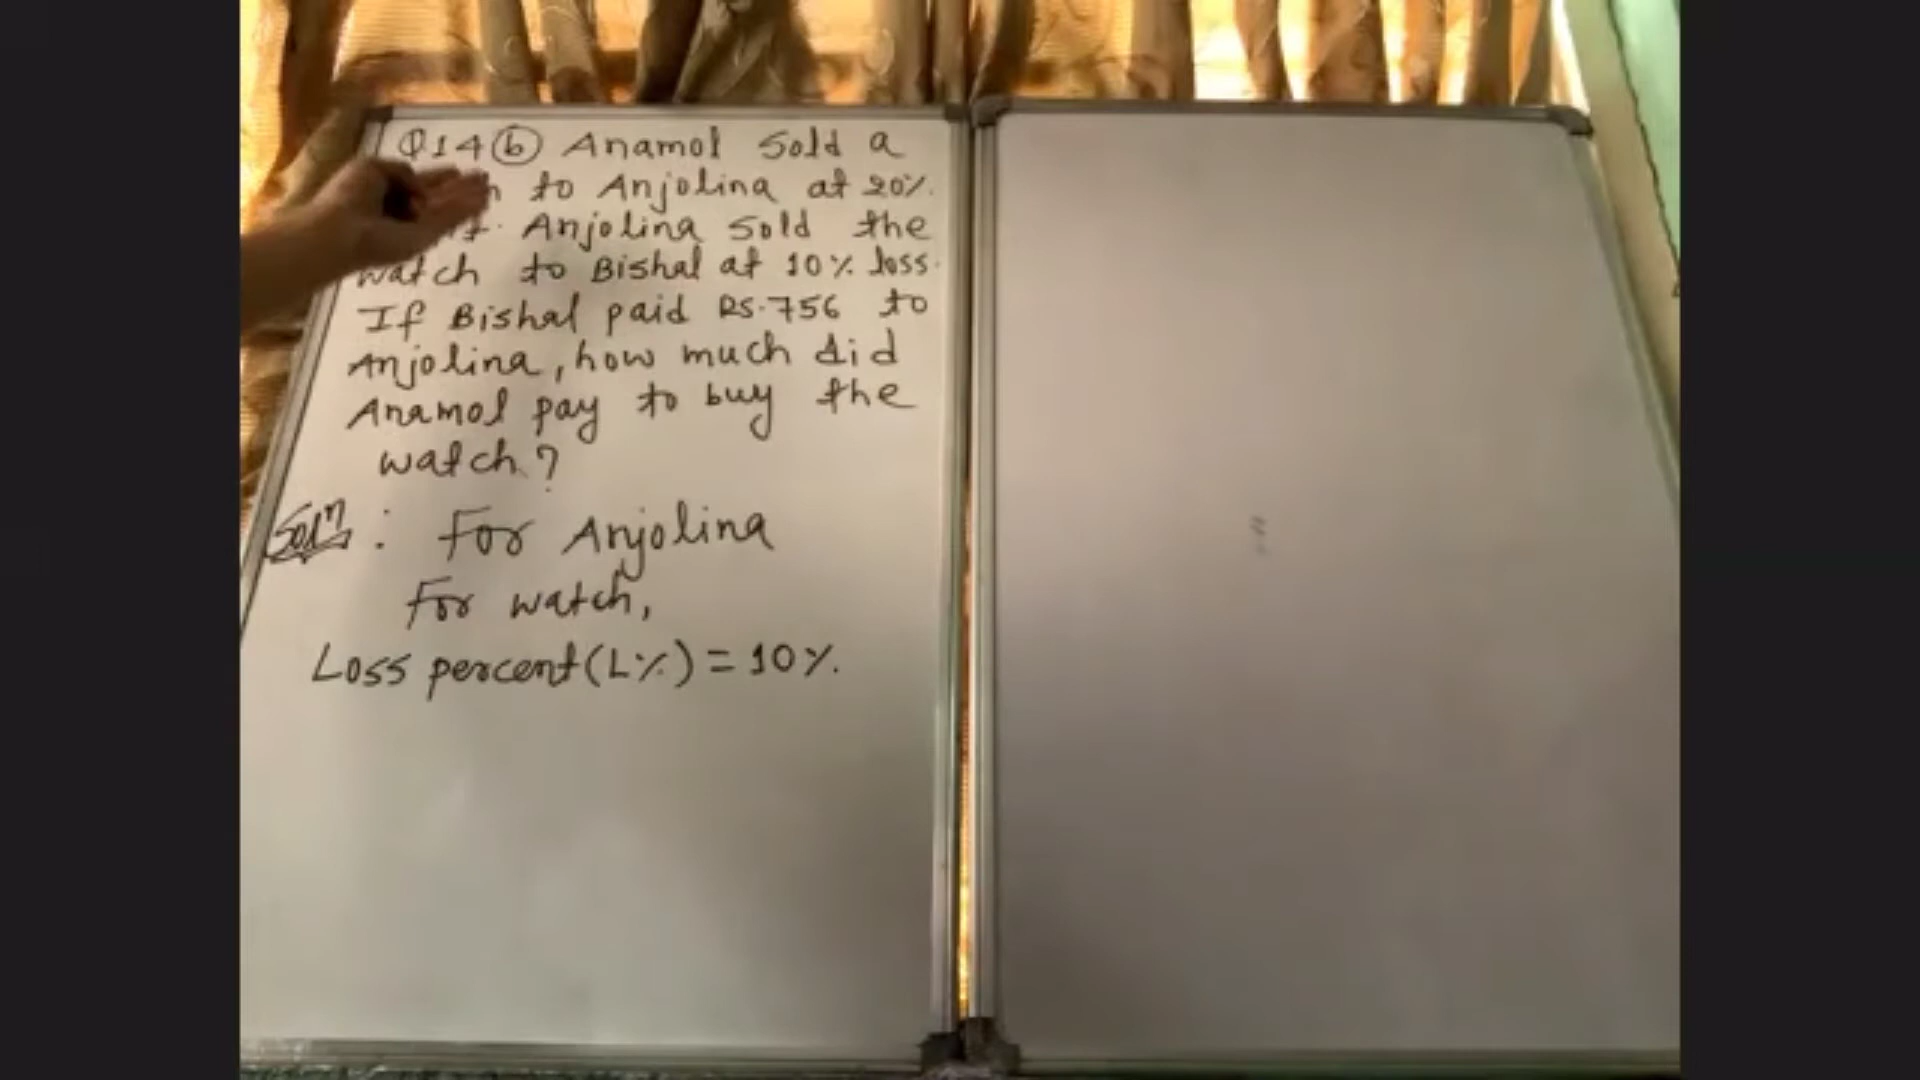 Q14 (b) Anamol Sold a
to Anjolina at 20%.
Anjolina sold the
watch to Bishal at 10% loss.
If Bishal paid Rs.756 to
Anjolina, how much did
Anamol pay to buy the
watch?
Solⁿ: For Anjolina
For watch,
Loss percent (L%) = 10%.